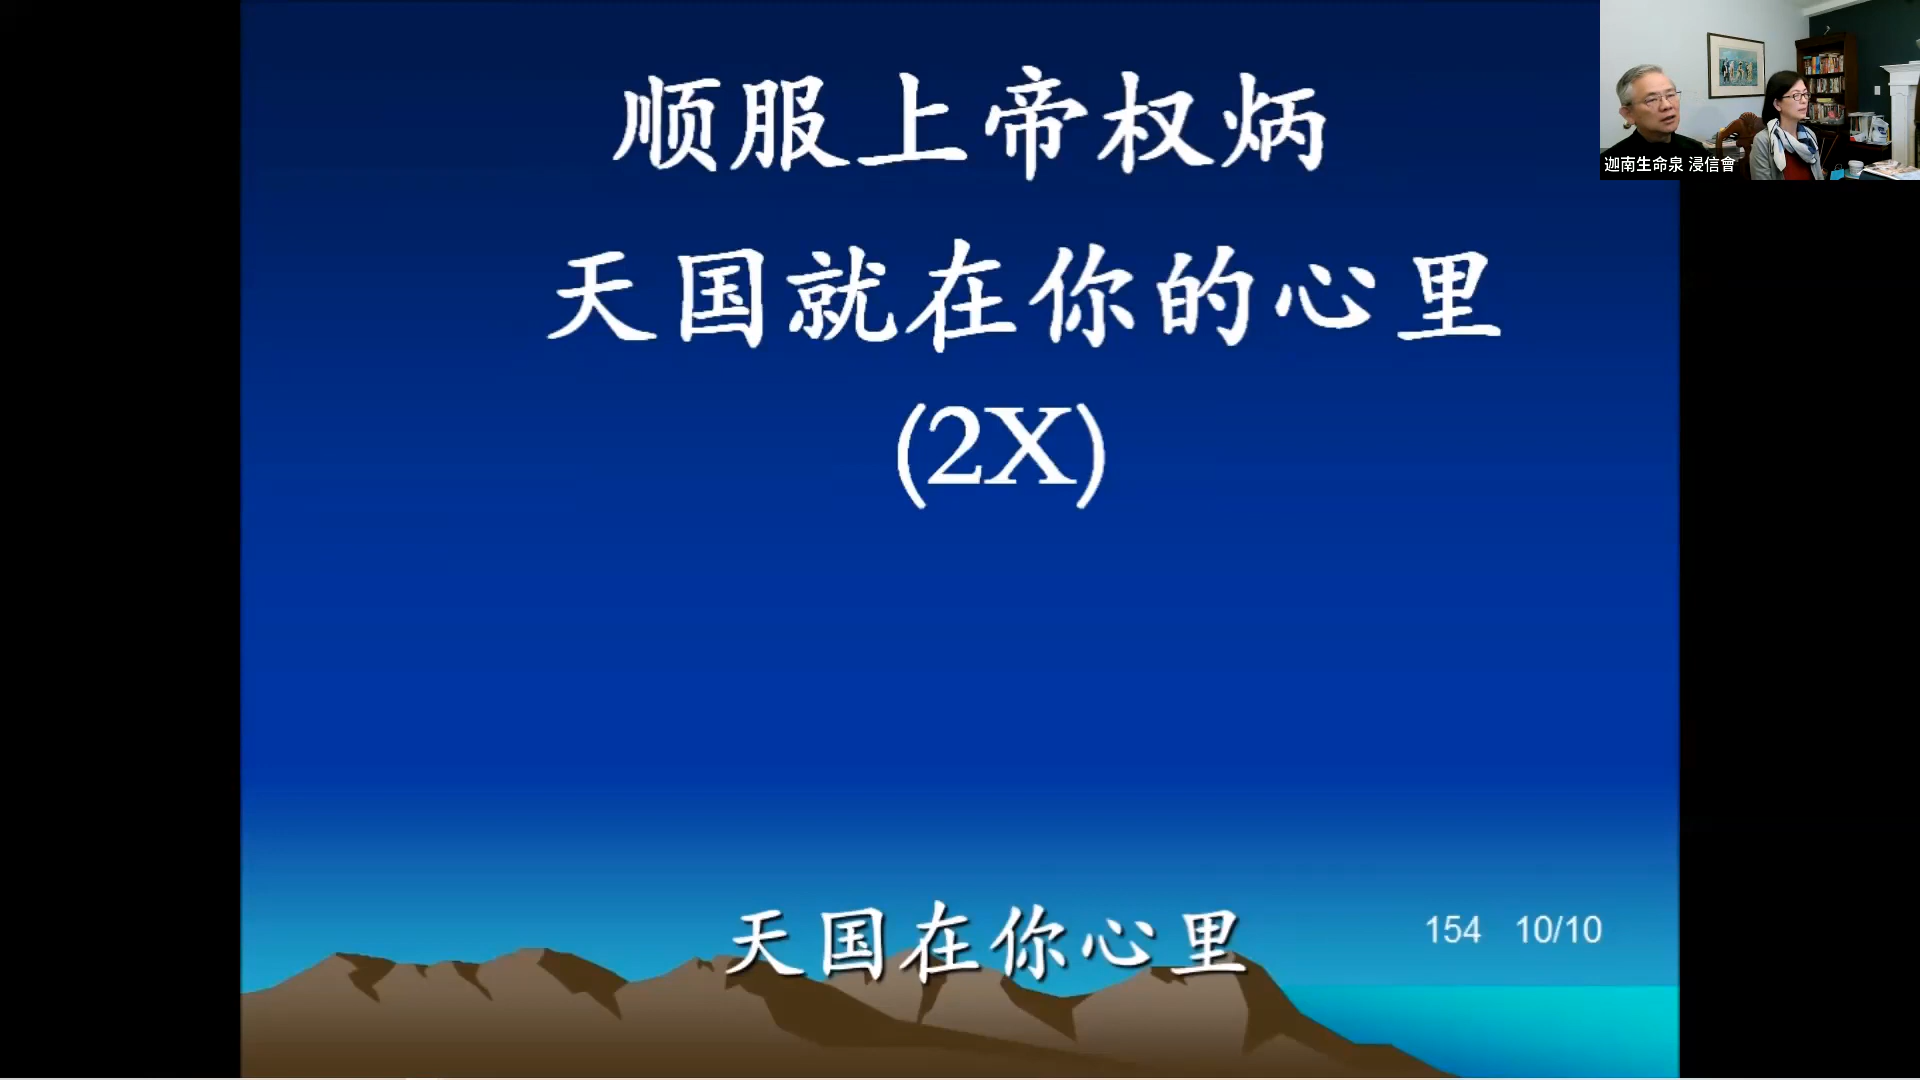 顺服上帝权炳
天国就在你的心里
(2X)
天国在你心里
154 10/10
迦南生命泉 浸信會